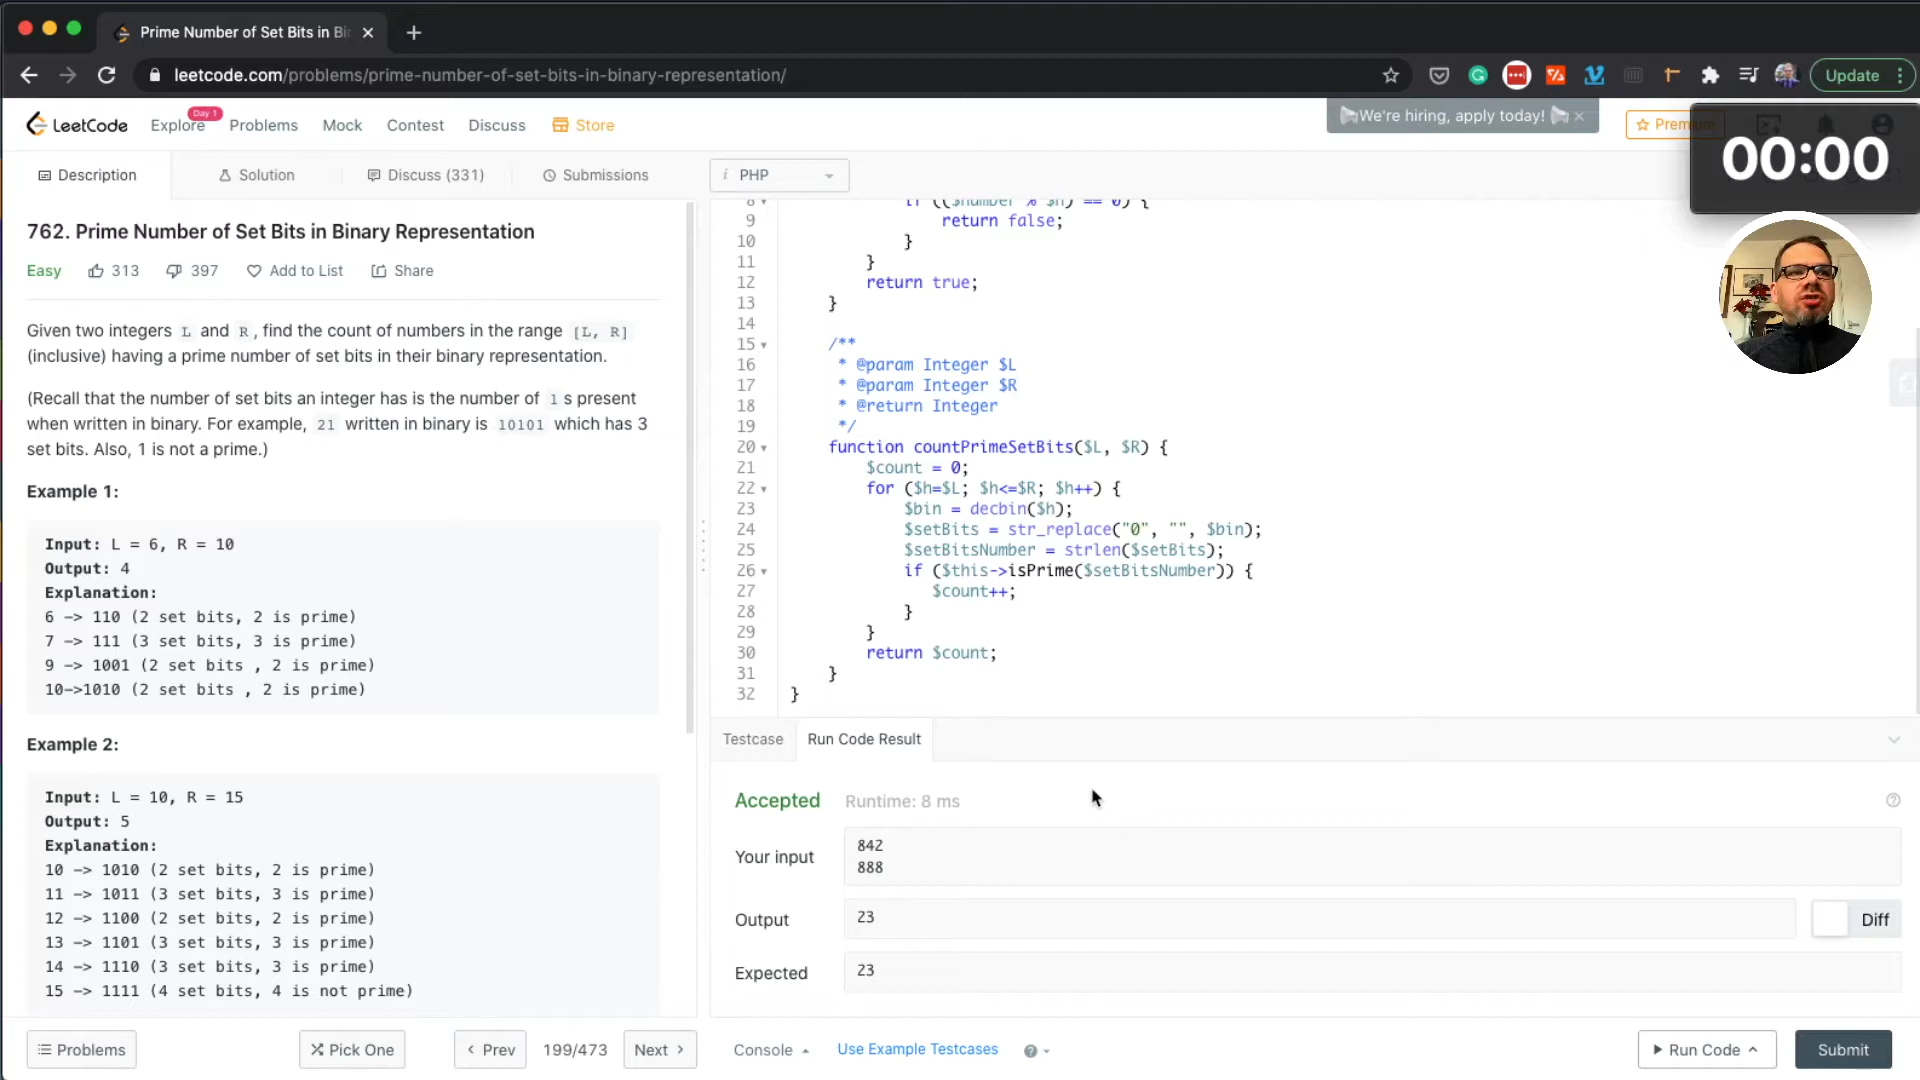 Prime Number of Set Bits in Bin
leetcode.com/problems/prime-number-of-set-bits-in-binary-representation/
Update
LeetCode
Explore
Day 1
Problems
Mock
Contest
Discuss
Store
We're hiring, apply today!
Premium
00:00
Description
Solution
Discuss (331)
Submissions
i PHP
762. Prime Number of Set Bits in Binary Representation
Easy
313
397
Add to List
Share
Given two integers L and R, find the count of numbers in the range [L, R]
(inclusive) having a prime number of set bits in their binary representation.
(Recall that the number of set bits an integer has is the number of 1s present
when written in binary. For example, 21 written in binary is 10101 which has 3
set bits. Also, 1 is not a prime.)
Example 1:
Input: L = 6, R = 10
Output: 4
Explanation:
6 -> 110 (2 set bits, 2 is prime)
7 -> 111 (3 set bits, 3 is prime)
9 -> 1001 (2 set bits , 2 is prime)
10->1010 (2 set bits , 2 is prime)
Example 2:
Input: L = 10, R = 15
Output: 5
Explanation:
10 -> 1010 (2 set bits, 2 is prime)
11 -> 1011 (3 set bits, 3 is prime)
12 -> 1100 (2 set bits, 2 is prime)
13 -> 1101 (3 set bits, 3 is prime)
14 -> 1110 (3 set bits, 3 is prime)
15 -> 1111 (4 set bits, 4 is not prime)
8 if (($number % $h) == 0) {
9 return false;
10 }
11 }
12 return true;
13 }
14
15 /**
16 * @param Integer $L
17 * @param Integer $R
18 * @return Integer
19 */
20 function countPrimeSetBits($L, $R) {
21 $count = 0;
22 for ($h=$L; $h<=$R; $h++) {
23 $bin = decbin($h);
24 $setBits = str_replace("0", "", $bin);
25 $setBitsNumber = strlen($setBits);
26 if ($this->isPrime($setBitsNumber)) {
27 $count++;
28 }
29 }
30 return $count;
31 }
32 }
Testcase
Run Code Result
Accepted
Runtime: 8 ms
Your input
842
888
Output
23
Diff
Expected
23
Problems
Pick One
Prev
199/473
Next
Console
Use Example Testcases
Run Code
Submit